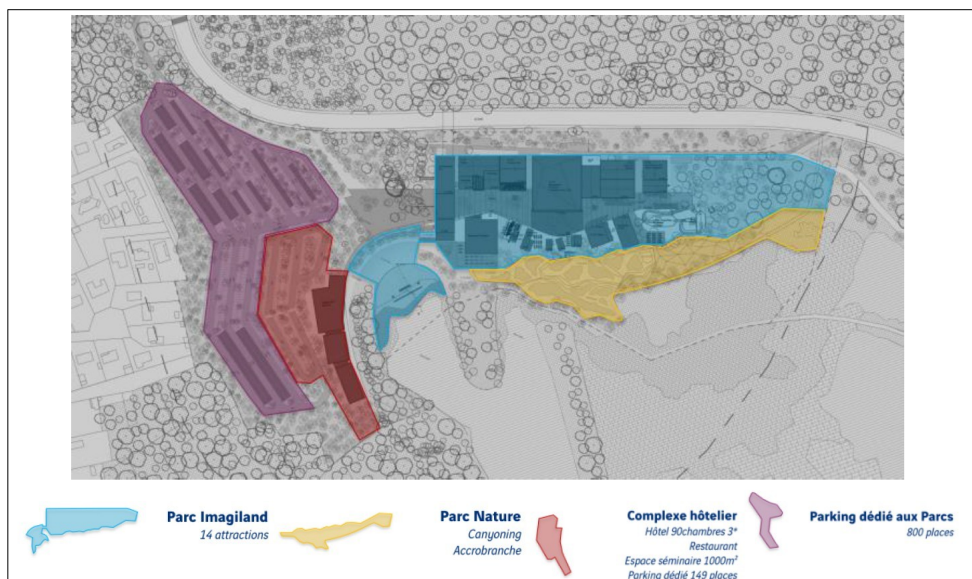 Parc Imagiland
14 attractions
Parc Nature
Canyoning
Accrobranche
Complexe hôtelier
Hôtel 90chambres 3*
Restaurant
Espace séminaire 1000m²
Parking dédié 149 places
Parking dédié aux Parcs
800 places